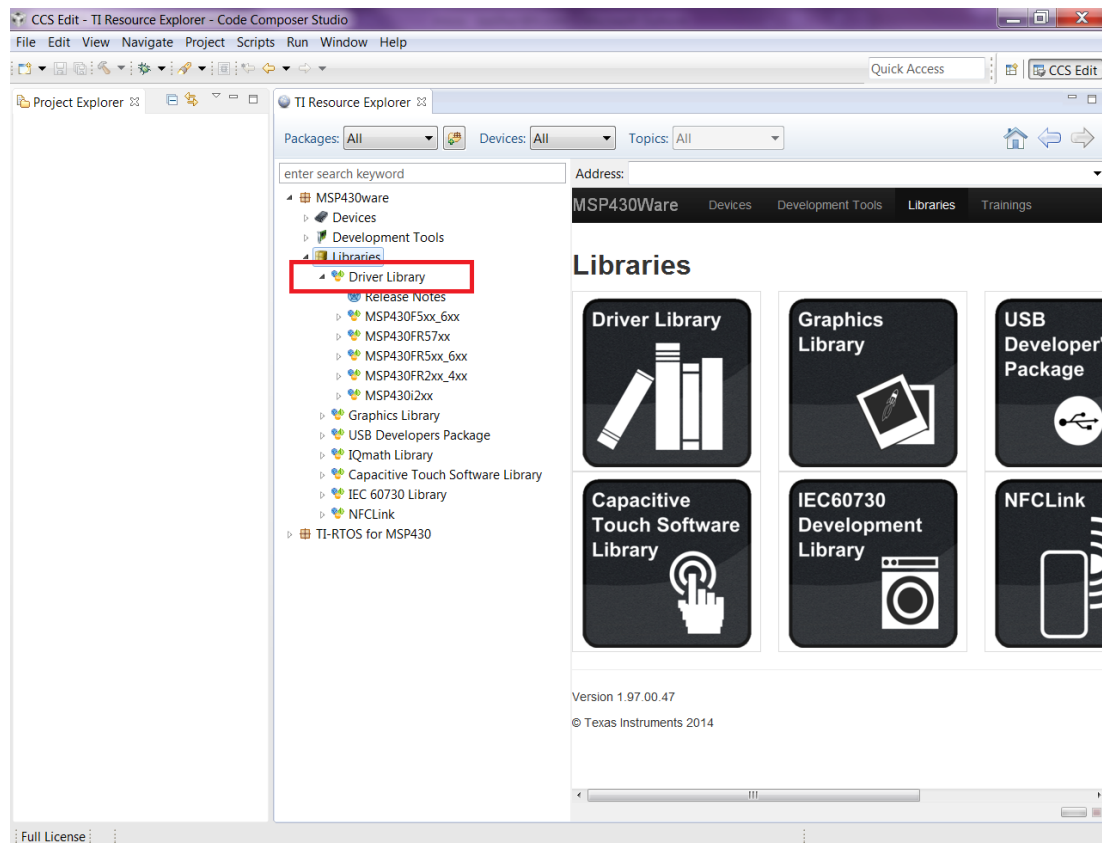 CCS Edit - TI Resource Explorer - Code Composer Studio
File Edit View Navigate Project Scripts Run Window Help
Quick Access
CCS Edit
Project Explorer
TI Resource Explorer
Packages: All Devices: All Topics: All
enter search keyword
Address:
MSP430ware
Devices
Development Tools
Libraries
Driver Library
Release Notes
MSP430F5xx_6xx
MSP430FR57xx
MSP430FR5xx_6xx
MSP430FR2xx_4xx
MSP430i2xx
Graphics Library
USB Developers Package
IQmath Library
Capacitive Touch Software Library
IEC 60730 Library
NFCLink
TI-RTOS for MSP430
MSP430Ware Devices Development Tools Libraries Trainings
Libraries
Driver Library
Graphics
Library
USB
Developer'
Package
Capacitive
Touch Software
Library
IEC60730
Development
Library
NFCLink
Version 1.97.00.47
© Texas Instruments 2014
Full License